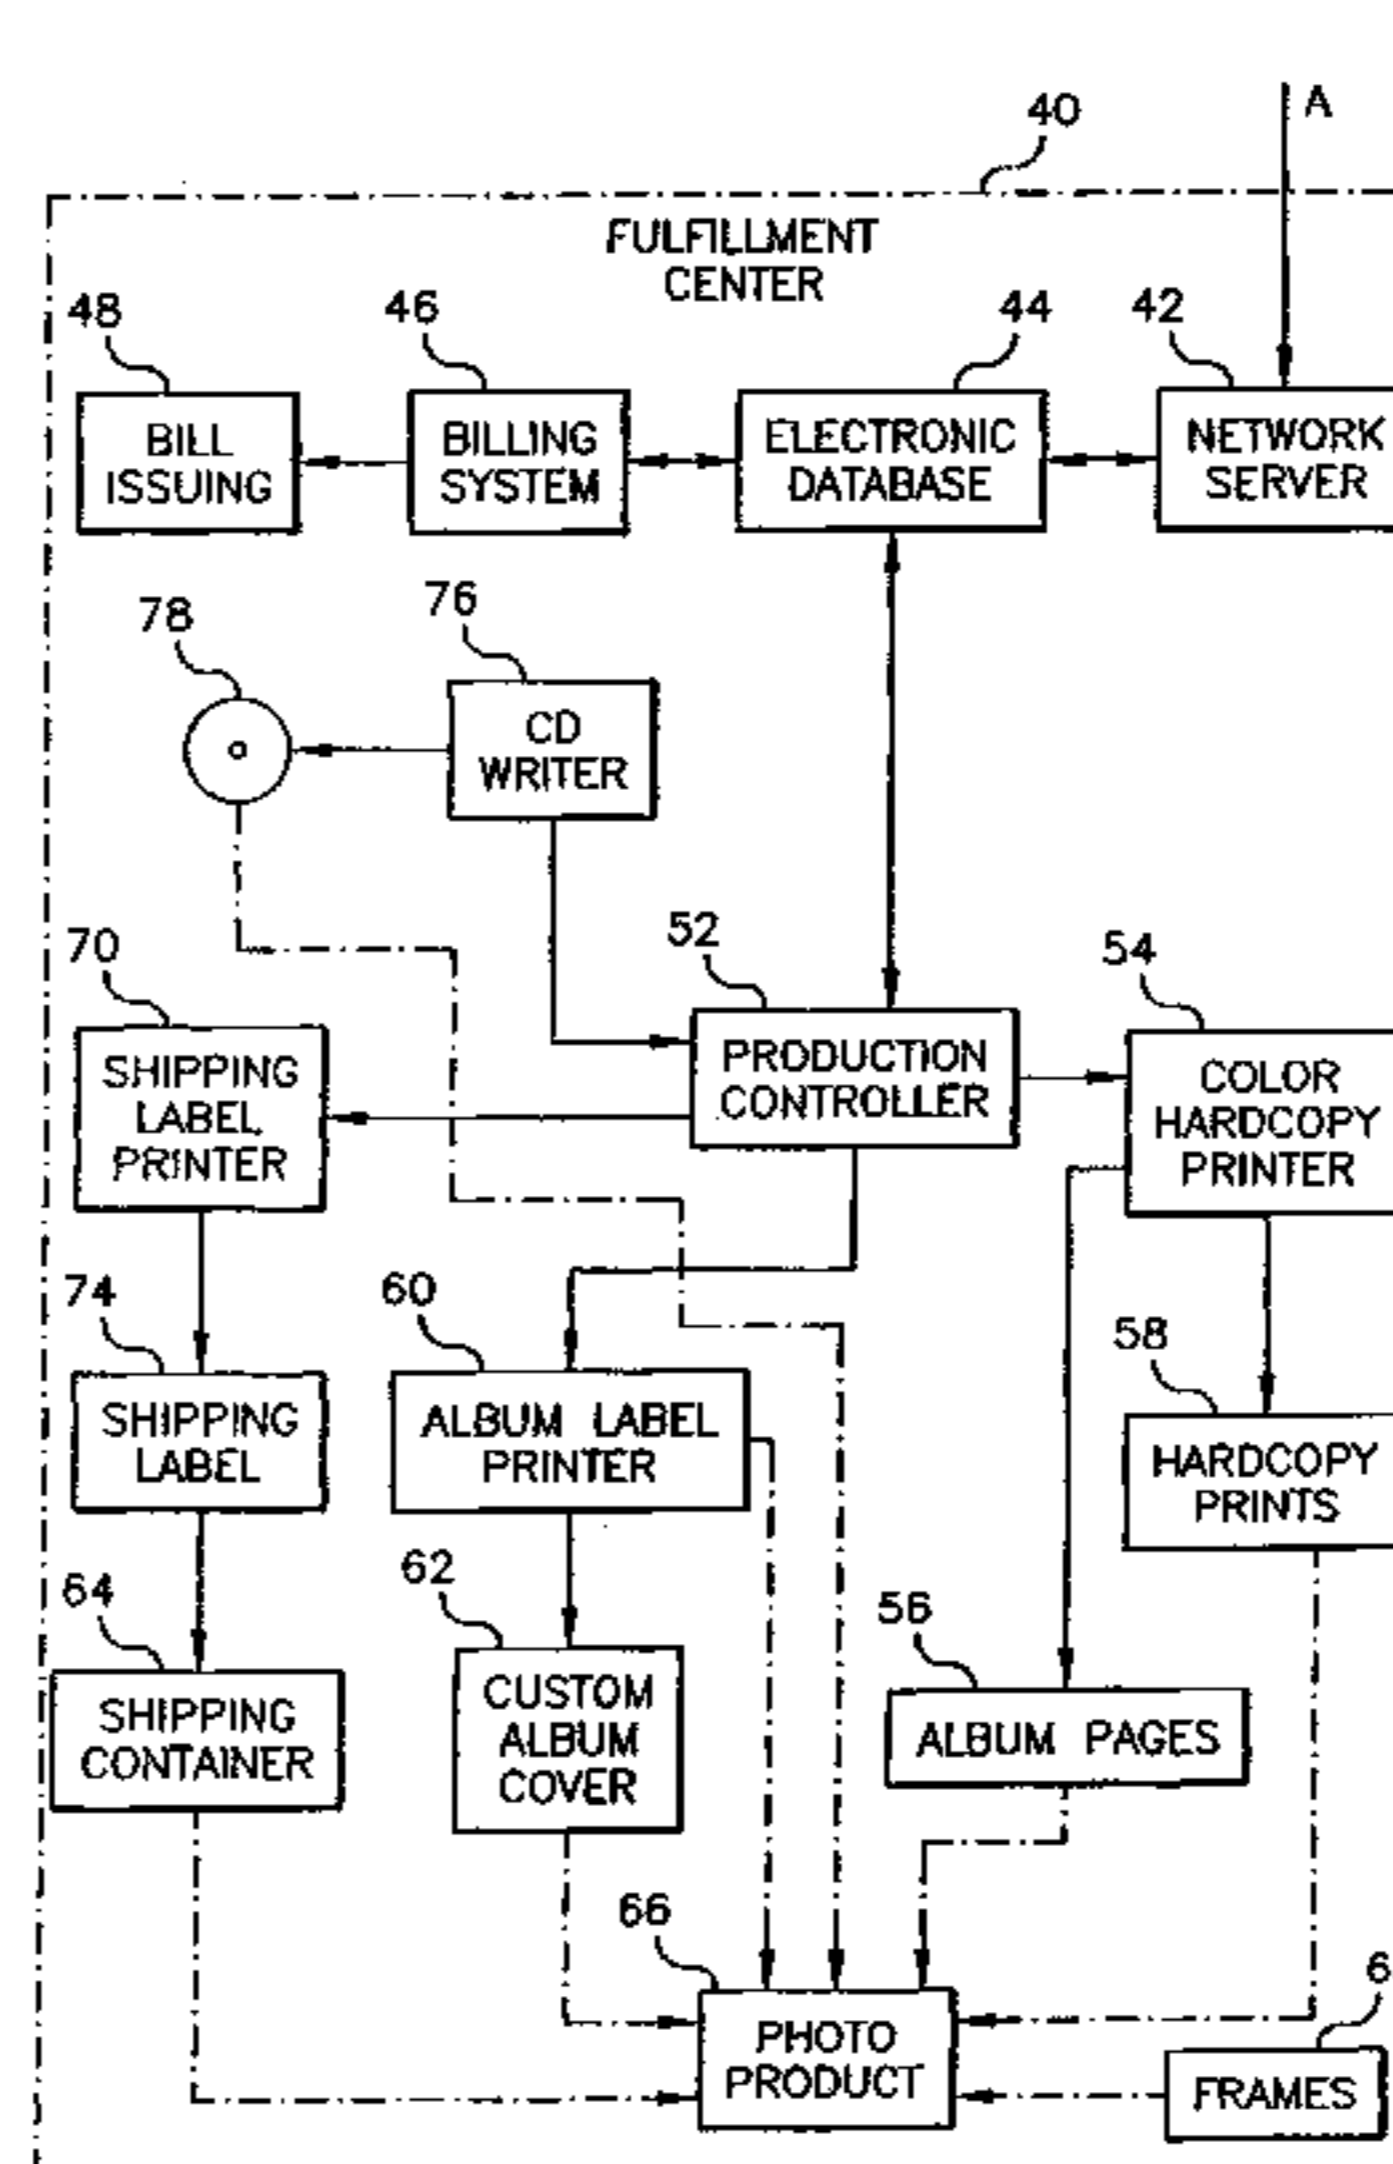 A
40
FULFILLMENT
CENTER
48
46
44
42
BILL
ISSUING
BILLING
SYSTEM
ELECTRONIC
DATABASE
NETWORK
SERVER
78
76
CD
WRITER
70
52
54
SHIPPING
LABEL
PRINTER
PRODUCTION
CONTROLLER
COLOR
HARDCOPY
PRINTER
74
60
58
SHIPPING
LABEL
ALBUM LABEL
PRINTER
HARDCOPY
PRINTS
64
62
56
SHIPPING
CONTAINER
CUSTOM
ALBUM
COVER
ALBUM PAGES
66
6
PHOTO
PRODUCT
FRAMES